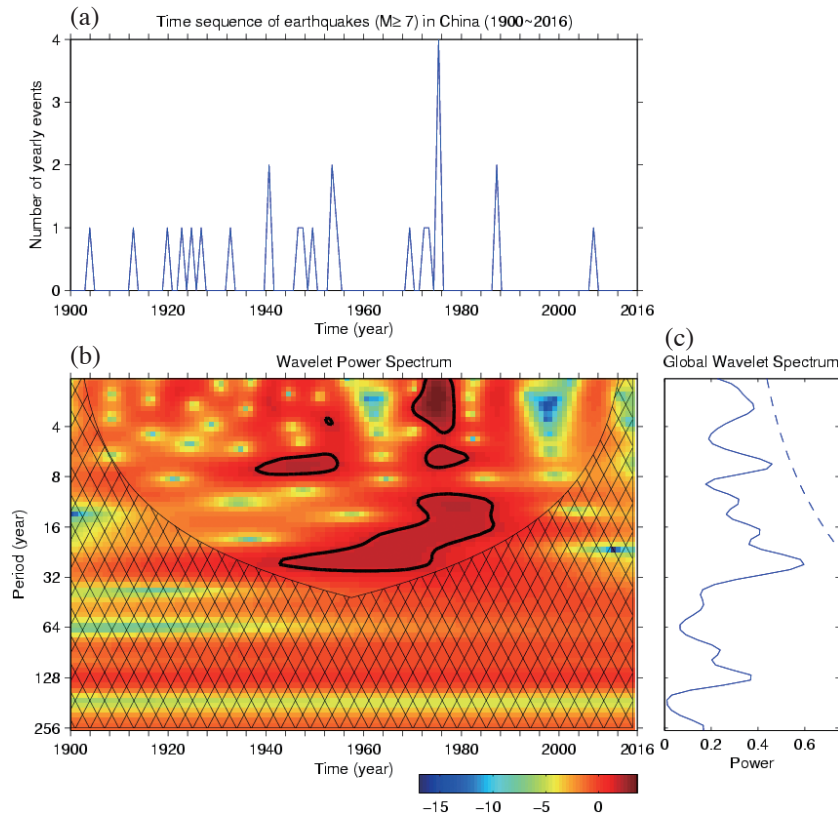 (a)
Time sequence of earthquakes (M≥ 7) in China (1900~2016)
Number of yearly events
4
3
2
1
0
1900 1920 1940 1960 1980 2000 2016
Time (year)
(b)
Wavelet Power Spectrum
Period (year)
4
8
16
32
64
128
256
1900 1920 1940 1960 1980 2000 2016
Time (year)
−15 −10 −5 0
(c)
Global Wavelet Spectrum
0 0.2 0.4 0.6
Power